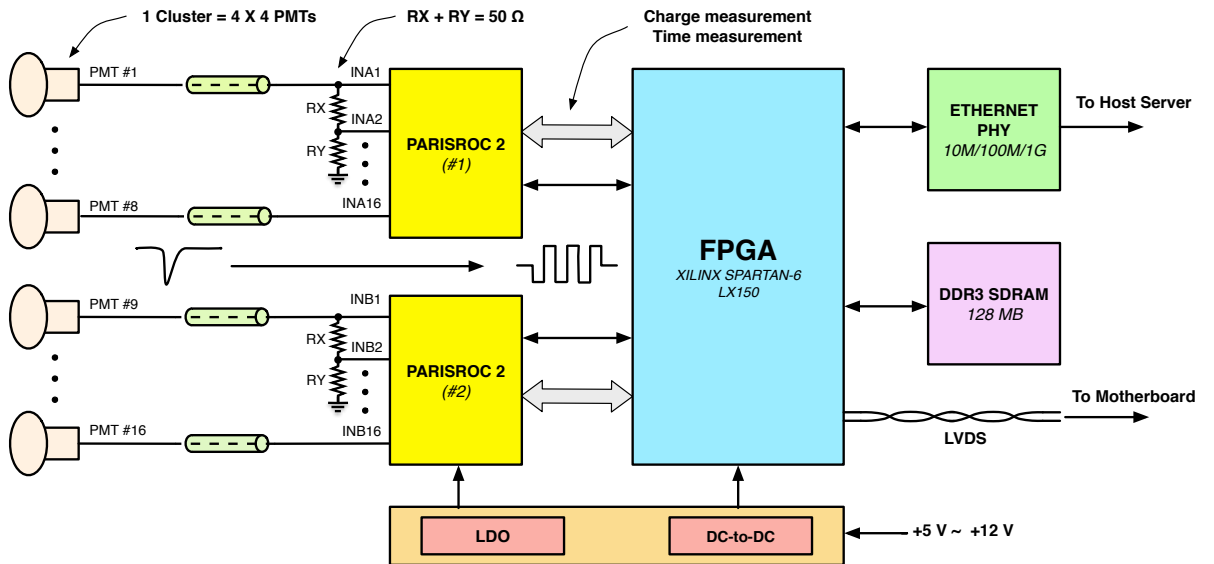 1 Cluster = 4 X 4 PMTs
RX + RY = 50 Ω
Charge measurement
Time measurement
PMT #1
INA1
RX
INA2
RY
PMT #8
INA16
PARISROC 2
(#1)
PMT #9
INB1
RX
INB2
RY
PMT #16
INB16
PARISROC 2
(#2)
FPGA
XILINX SPARTAN-6
LX150
ETHERNET
PHY
10M/100M/1G
To Host Server
DDR3 SDRAM
128 MB
To Motherboard
LVDS
LDO
DC-to-DC
+5 V ~ +12 V